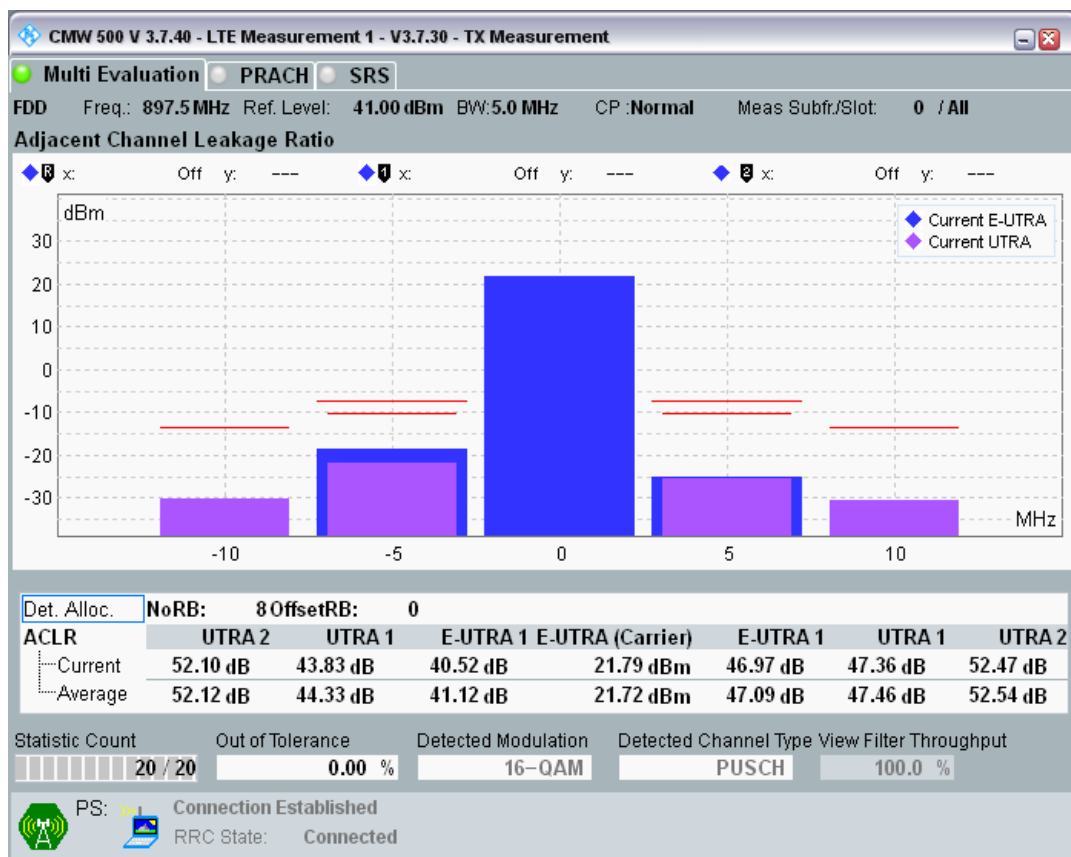 CMW 500 V 3.7.40 - LTE Measurement 1 - V3.7.30 - TX Measurement
Multi Evaluation PRACH SRS
FDD Freq.: 897.5 MHz Ref. Level: 41.00 dBm BW:5.0 MHz CP :Normal Meas Subfr./Slot: 0 / All
Adjacent Channel Leakage Ratio
R x: Off y: --- 1 x: Off y: --- 2 x: Off y: ---
dBm
Current E-UTRA
Current UTRA
30
20
10
0
-10
-20
-30
MHz
-10 -5 0 5 10
Det. Alloc. NoRB: 8 OffsetRB: 0
ACLR UTRA 2 UTRA 1 E-UTRA 1 E-UTRA (Carrier) E-UTRA 1 UTRA 1 UTRA 2
Current 52.10 dB 43.83 dB 40.52 dB 21.79 dBm 46.97 dB 47.36 dB 52.47 dB
Average 52.12 dB 44.33 dB 41.12 dB 21.72 dBm 47.09 dB 47.46 dB 52.54 dB
Statistic Count Out of Tolerance Detected Modulation Detected Channel Type View Filter Throughput
20 / 20 0.00 % 16-QAM PUSCH 100.0 %
PS: Connection Established
RRC State: Connected